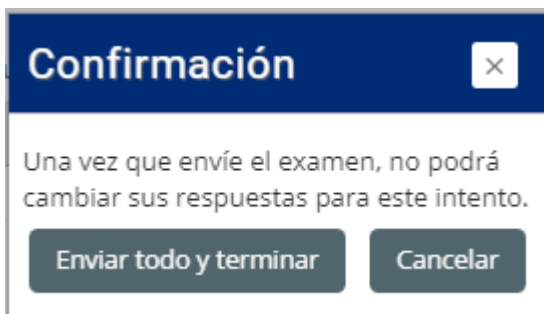 Confirmación
Una vez que envíe el examen, no podrá
cambiar sus respuestas para este intento.
Enviar todo y terminar
Cancelar